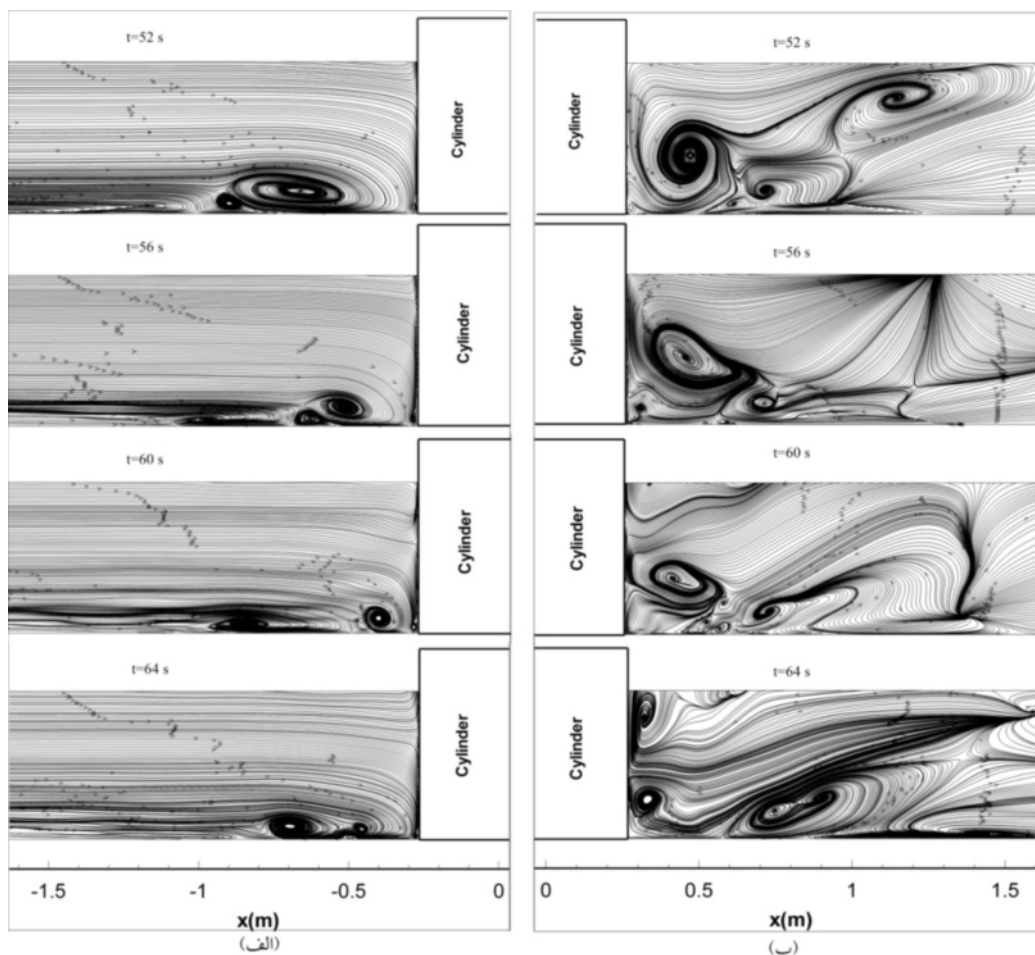 t=52 s
Cylinder
t=56 s
Cylinder
t=60 s
Cylinder
t=64 s
Cylinder
-1.5 -1 -0.5 0
x(m)
(الف)
t=52 s
Cylinder
t=56 s
Cylinder
t=60 s
Cylinder
t=64 s
Cylinder
0 0.5 1 1.5
x(m)
(ب)